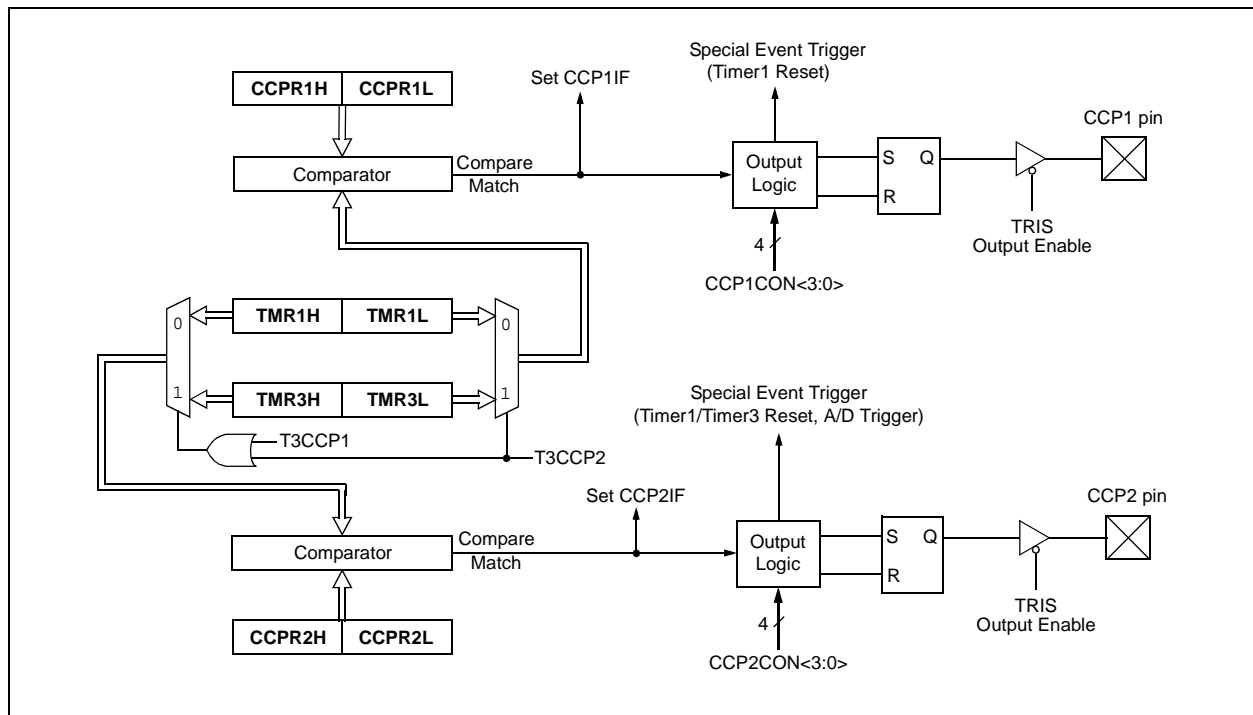 CCPR1H CCPR1L
Set CCP1IF
Special Event Trigger
(Timer1 Reset)
CCP1 pin
Comparator
Compare
Match
Output
Logic
S Q
R
TRIS
Output Enable
4
CCP1CON<3:0>
0
TMR1H TMR1L
0
1
TMR3H TMR3L
1
T3CCP1
T3CCP2
Special Event Trigger
(Timer1/Timer3 Reset, A/D Trigger)
Set CCP2IF
CCP2 pin
Comparator
Compare
Match
Output
Logic
S Q
R
TRIS
Output Enable
4
CCPR2H CCPR2L
CCP2CON<3:0>